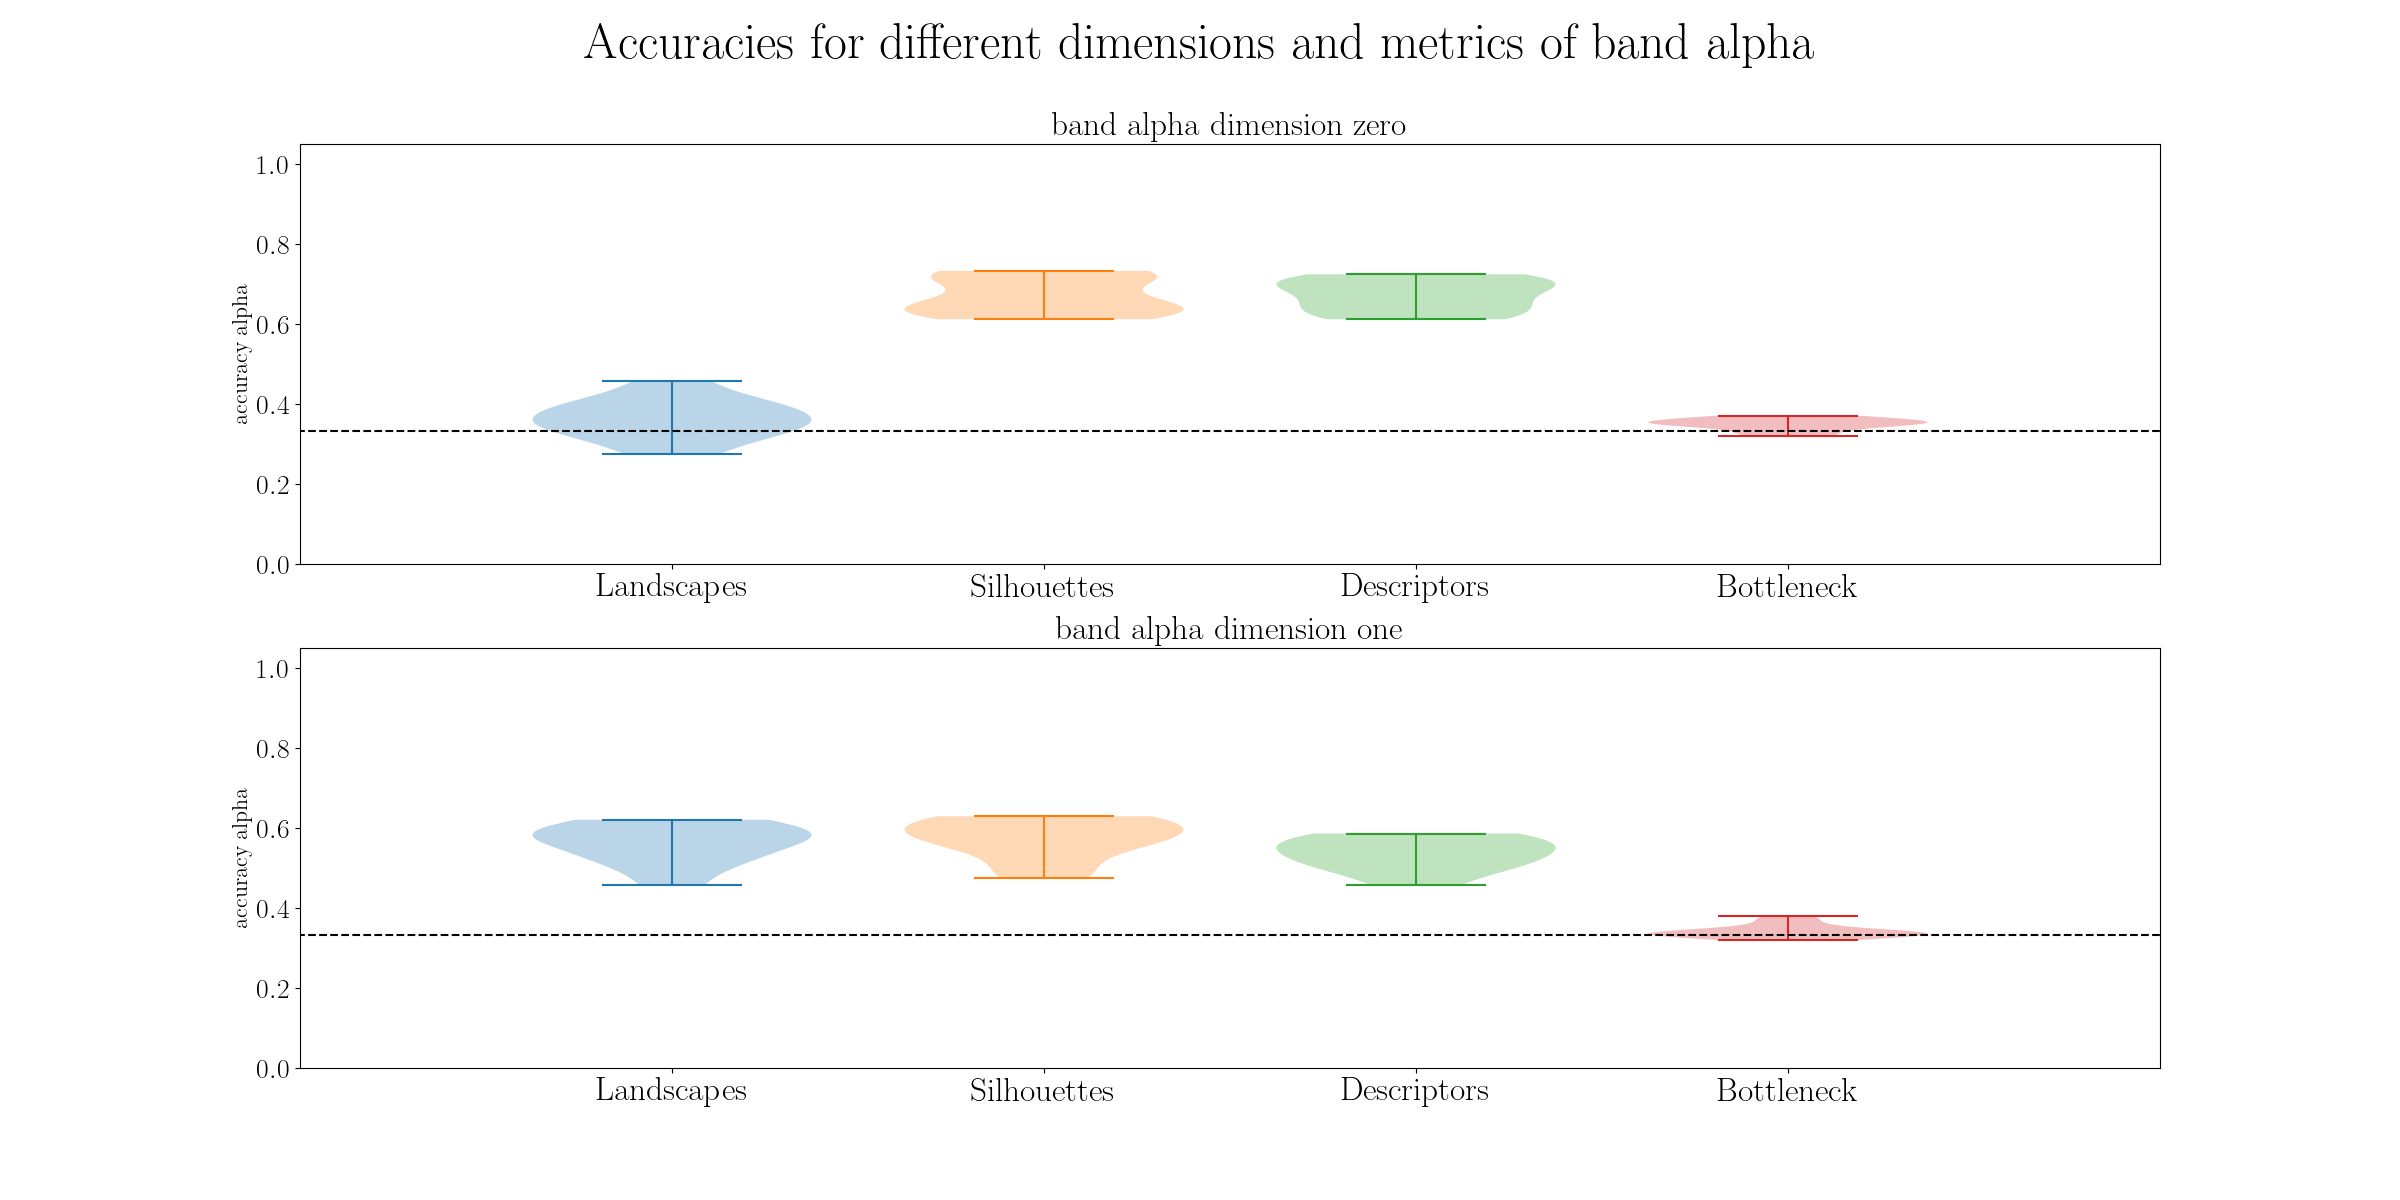 Accuracies for different dimensions and metrics of band alpha
band alpha dimension zero
accuracy alpha
1.0
0.8
0.6
0.4
0.2
0.0
Landscapes Silhouettes Descriptors Bottleneck
band alpha dimension one
accuracy alpha
1.0
0.8
0.6
0.4
0.2
0.0
Landscapes Silhouettes Descriptors Bottleneck